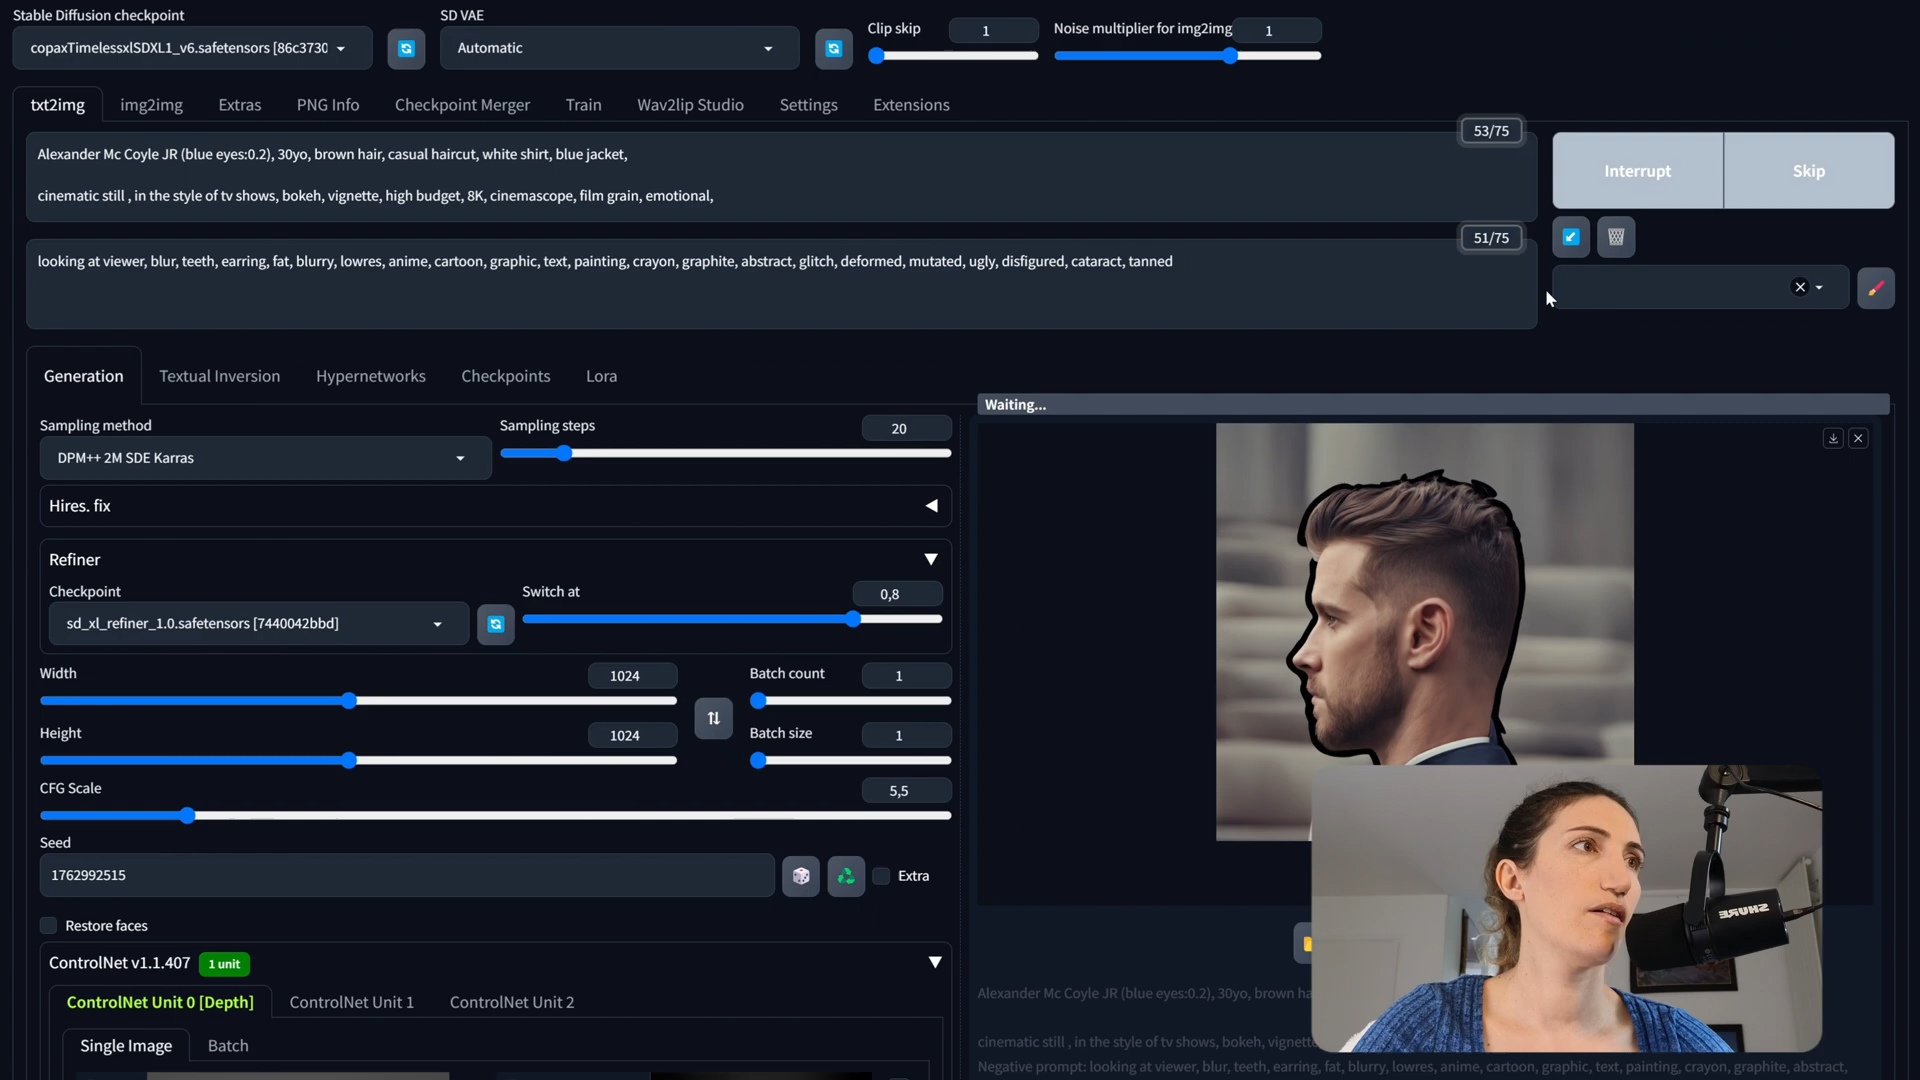 Stable Diffusion checkpoint
copaxTimelessxlSDXL1_v6.safetensors [86c3730
SD VAE
Automatic
Clip skip
1
Noise multiplier for img2img
1
txt2img
img2img
Extras
PNG Info
Checkpoint Merger
Train
Wav2lip Studio
Settings
Extensions
53/75
Alexander Mc Coyle JR (blue eyes:0.2), 30yo, brown hair, casual haircut, white shirt, blue jacket,
cinematic still , in the style of tv shows, bokeh, vignette, high budget, 8K, cinemascope, film grain, emotional,
Interrupt
Skip
51/75
looking at viewer, blur, teeth, earring, fat, blurry, lowres, anime, cartoon, graphic, text, painting, crayon, graphite, abstract, glitch, deformed, mutated, ugly, disfigured, cataract, tanned
Generation
Textual Inversion
Hypernetworks
Checkpoints
Lora
Sampling method
DPM++ 2M SDE Karras
Sampling steps
20
Hires. fix
Refiner
Checkpoint
sd_xl_refiner_1.0.safetensors [7440042bbd]
Switch at
0,8
Width
1024
Batch count
1
Height
1024
Batch size
1
CFG Scale
5,5
Seed
1762992515
Extra
Restore faces
ControlNet v1.1.407
1 unit
ControlNet Unit 0 [Depth]
ControlNet Unit 1
ControlNet Unit 2
Single Image
Batch
Waiting...
SHURE
Alexander Mc Coyle JR (blue eyes:0.2), 30yo, brown ha
cinematic still , in the style of tv shows, bokeh, vignette
Negative prompt: looking at viewer, blur, teeth, earring, fat, blurry, lowres, anime, cartoon, graphic, text, painting, crayon, graphite, abstract,